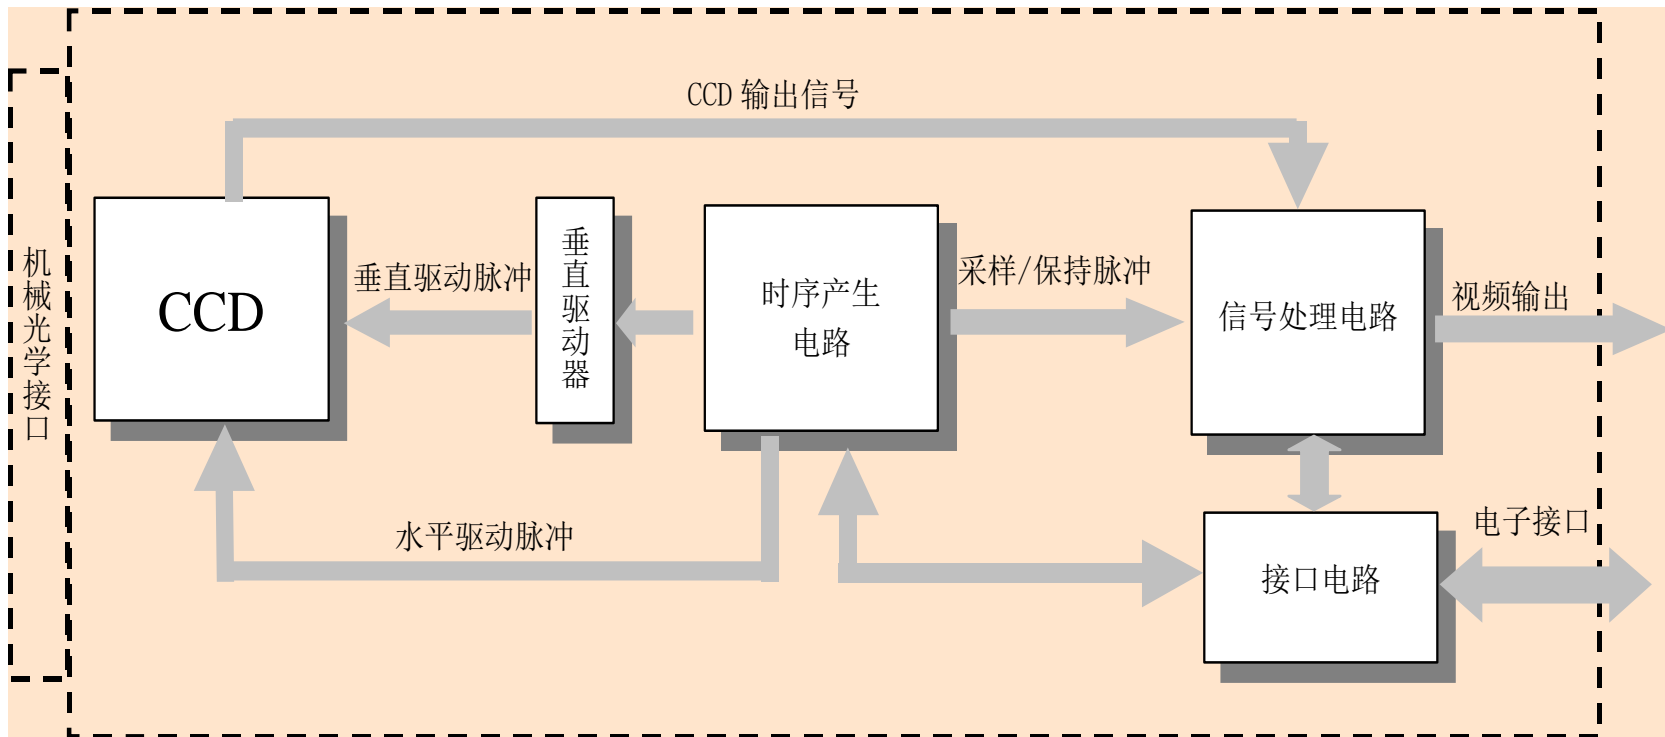 CCD 输出信号
机械光学接口
CCD
垂直驱动脉冲
垂直驱动器
时序产生
电路
采样/保持脉冲
信号处理电路
视频输出
水平驱动脉冲
接口电路
电子接口